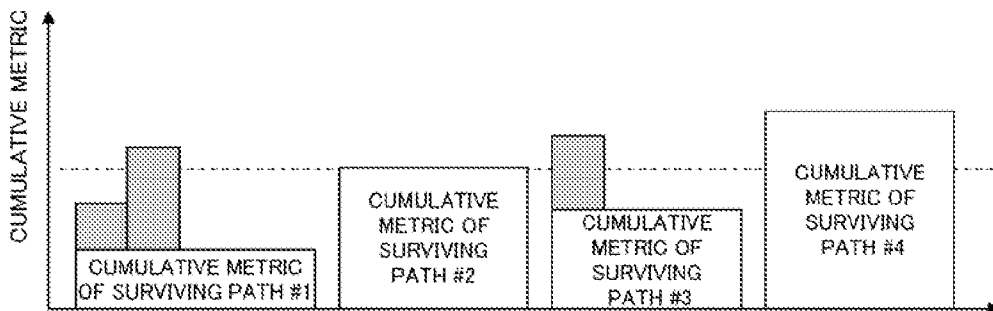 CUMULATIVE METRIC
CUMULATIVE METRIC
OF SURVIVING PATH #1
CUMULATIVE
METRIC OF
SURVIVING
PATH #2
CUMULATIVE
METRIC OF
SURVIVING
PATH #3
CUMULATIVE
METRIC OF
SURVIVING
PATH #4